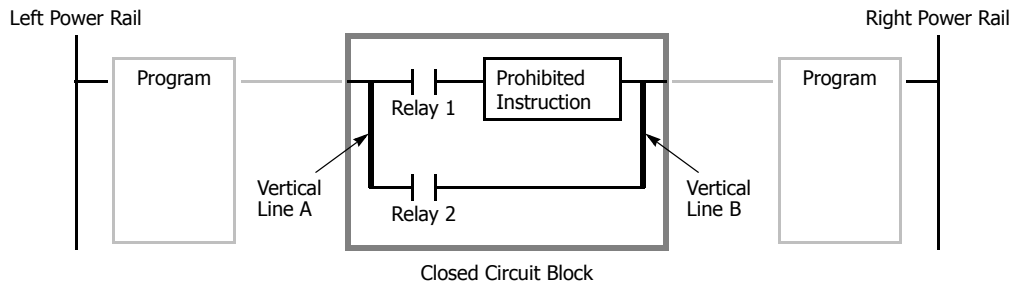 Left Power Rail
Right Power Rail
Program
Prohibited
Instruction
Program
Relay 1
Vertical
Line A
Vertical
Line B
Relay 2
Closed Circuit Block